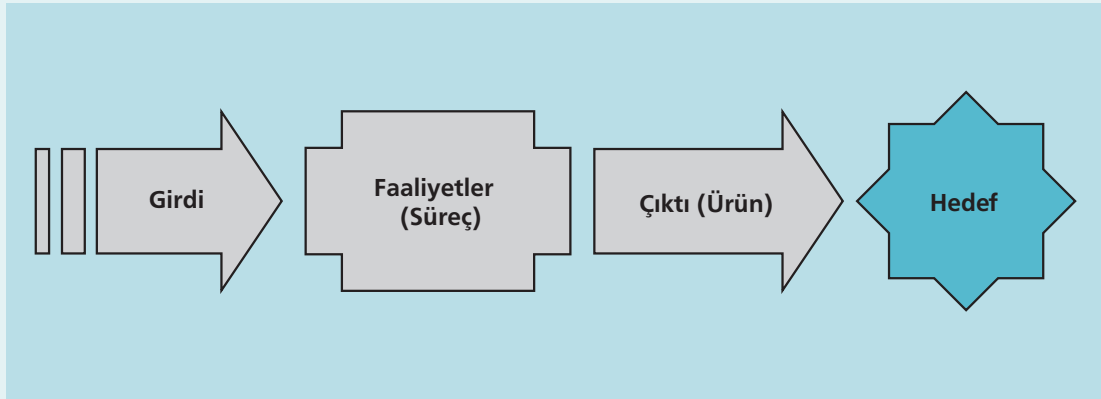 Girdi
Faaliyetler
(Süreç)
Çıktı (Ürün)
Hedef